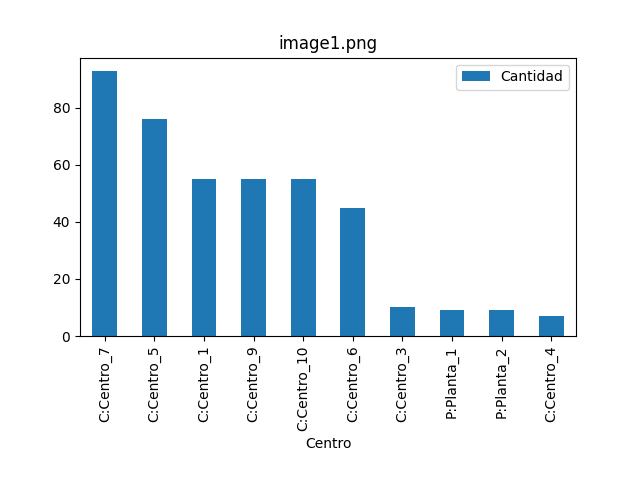 image1.png
Cantidad
80
60
40
20
0
C:Centro_7
C:Centro_5
C:Centro_1
C:Centro_9
C:Centro_10
C:Centro_6
C:Centro_3
P:Planta_1
P:Planta_2
C:Centro_4
Centro